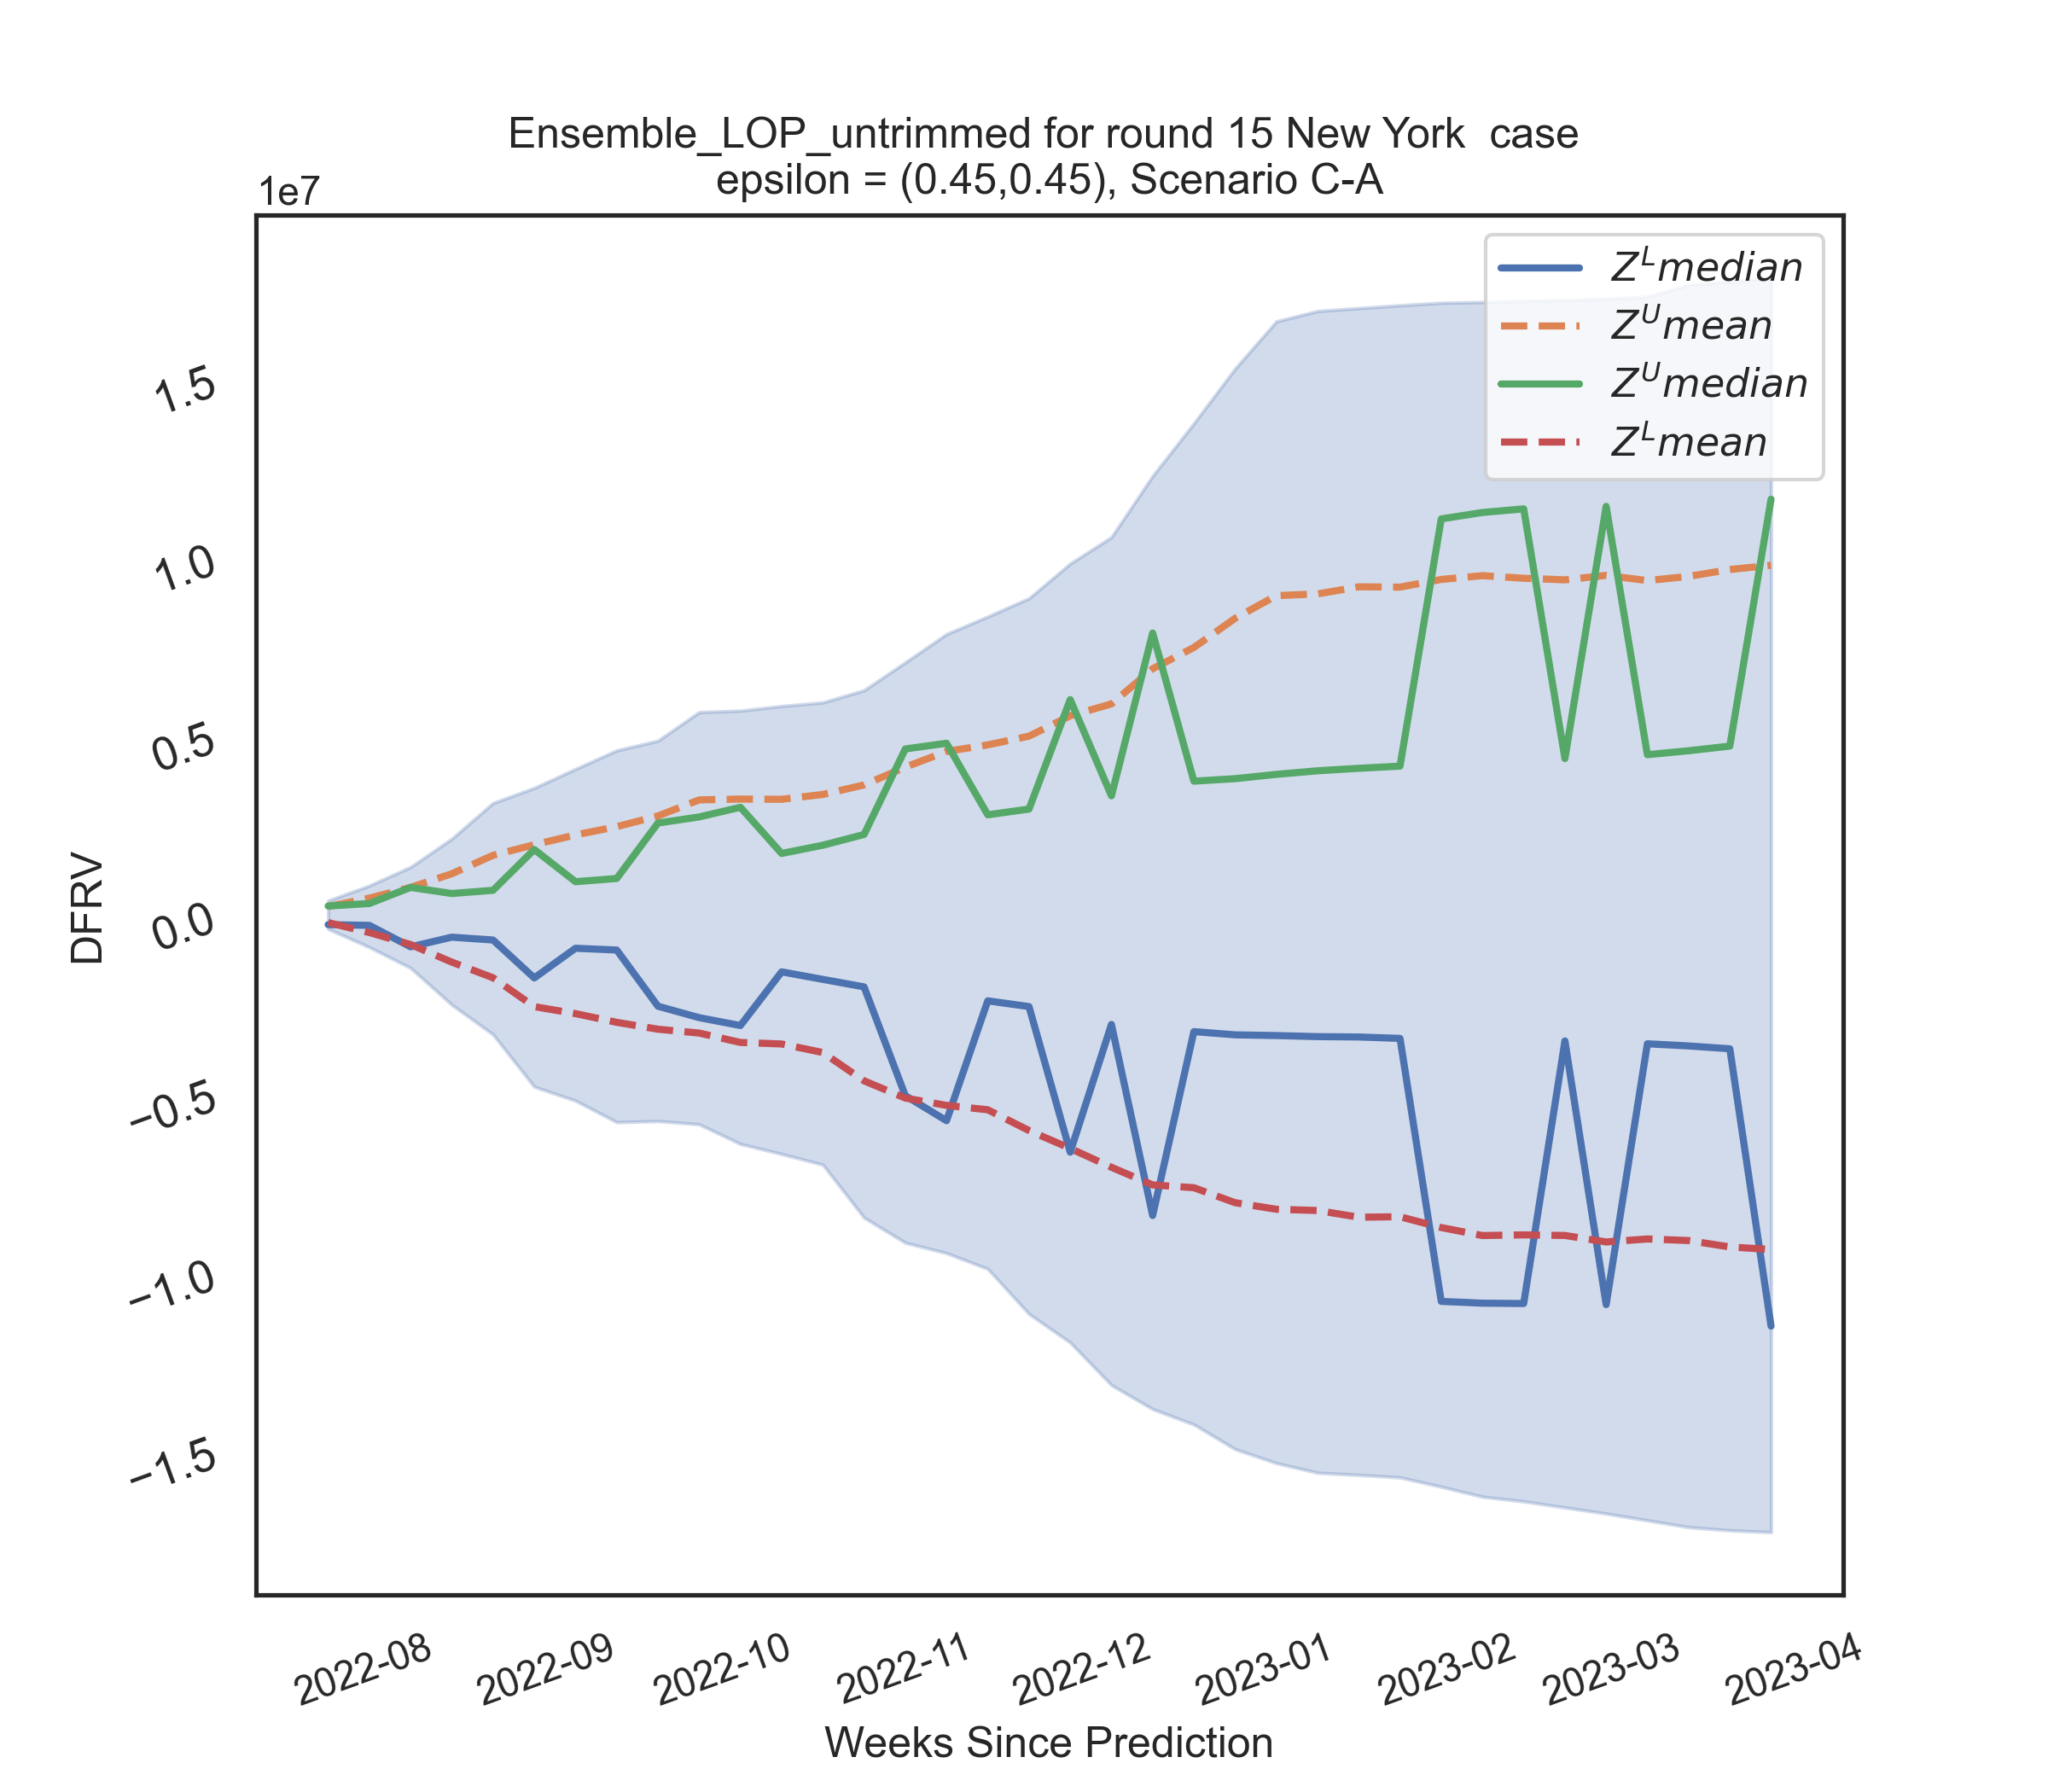 Ensemble_LOP_untrimmed for round 15 New York  case
epsilon = (0.45,0.45), Scenario C-A
1e7
Z^L median
Z^U mean
Z^U median
Z^L mean
1.5
1.0
0.5
0.0
−0.5
−1.0
−1.5
DFRV
2022-08
2022-09
2022-10
2022-11
2022-12
2023-01
2023-02
2023-03
2023-04
Weeks Since Prediction